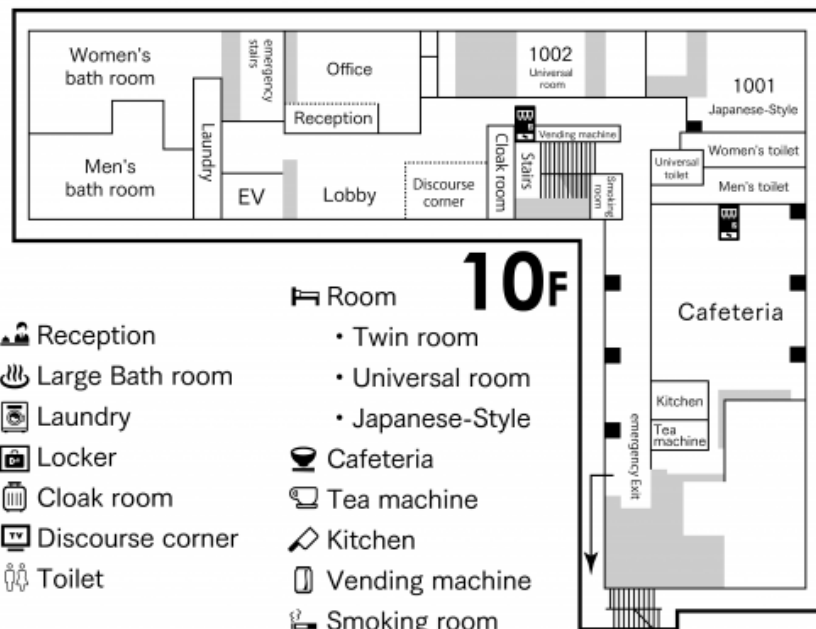 Women's
bath room
emergency
stairs
Office
1002
Universal
room
1001
Japanese-Style
Reception
Laundry
Vending machine
Cloak room
Stairs
Women's toilet
Universal
toilet
Men's
bath room
EV
Lobby
Discourse
corner
Smoking
room
Men's toilet
10F
Cafeteria
Kitchen
Tea
machine
emergency Exit
Reception
Large Bath room
Laundry
Locker
Cloak room
TV
Discourse corner
Toilet
Room
・Twin room
・Universal room
・Japanese-Style
Cafeteria
Tea machine
Kitchen
Vending machine
Smoking room